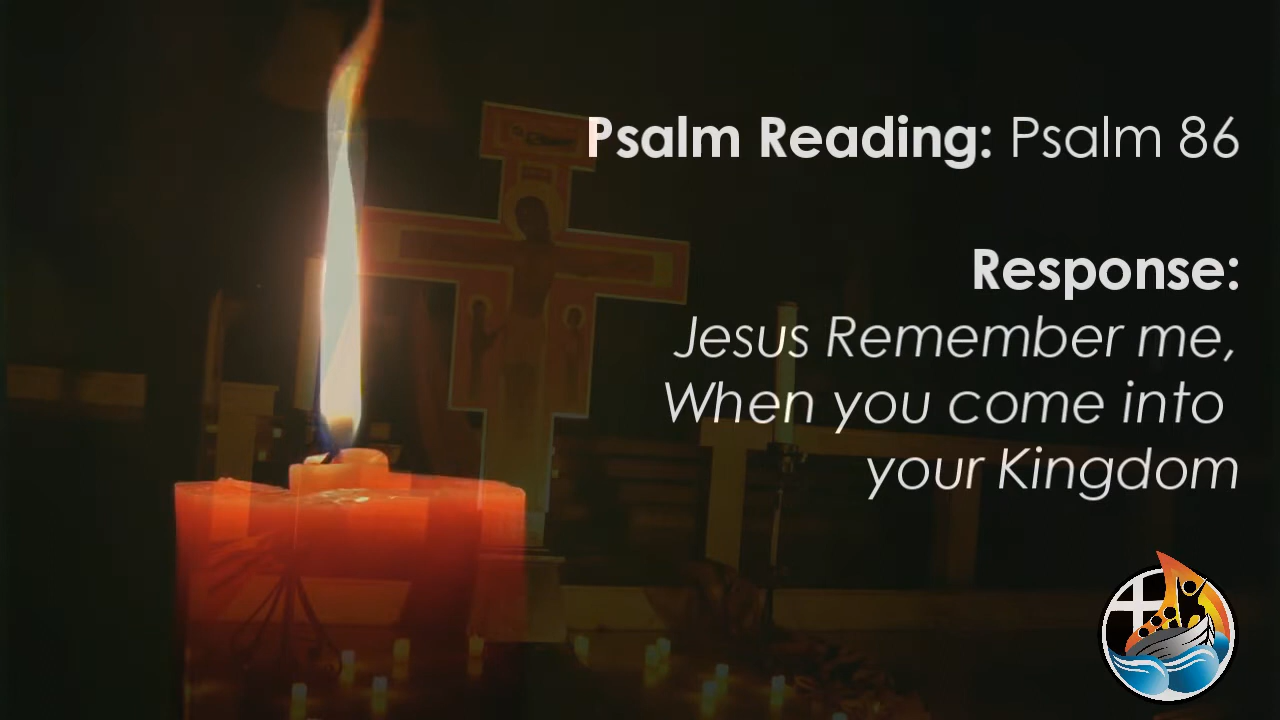 Psalm Reading: Psalm 86
Response:
Jesus Remember me,
When you come into
your Kingdom